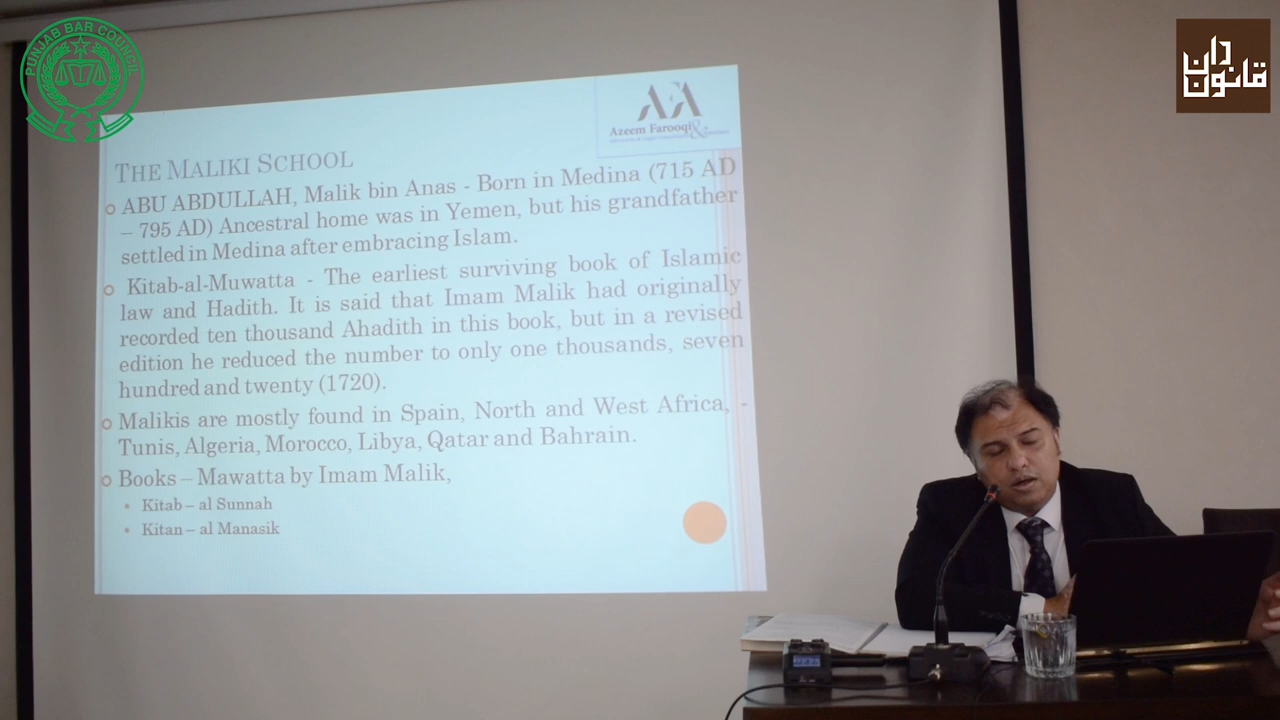 PUNJAB BAR COUNCIL
قانون دان
AFA
Azeem Farooqi &
THE MALIKI SCHOOL
ABU ABDULLAH, Malik bin Anas - Born in Medina (715 AD
– 795 AD) Ancestral home was in Yemen, but his grandfather
settled in Medina after embracing Islam.
Kitab-al-Muwatta - The earliest surviving book of Islamic
law and Hadith. It is said that Imam Malik had originally
recorded ten thousand Ahadith in this book, but in a revised
edition he reduced the number to only one thousands, seven
hundred and twenty (1720).
Malikis are mostly found in Spain, North and West Africa, -
Tunis, Algeria, Morocco, Libya, Qatar and Bahrain.
Books – Mawatta by Imam Malik,
Kitab – al Sunnah
Kitan – al Manasik